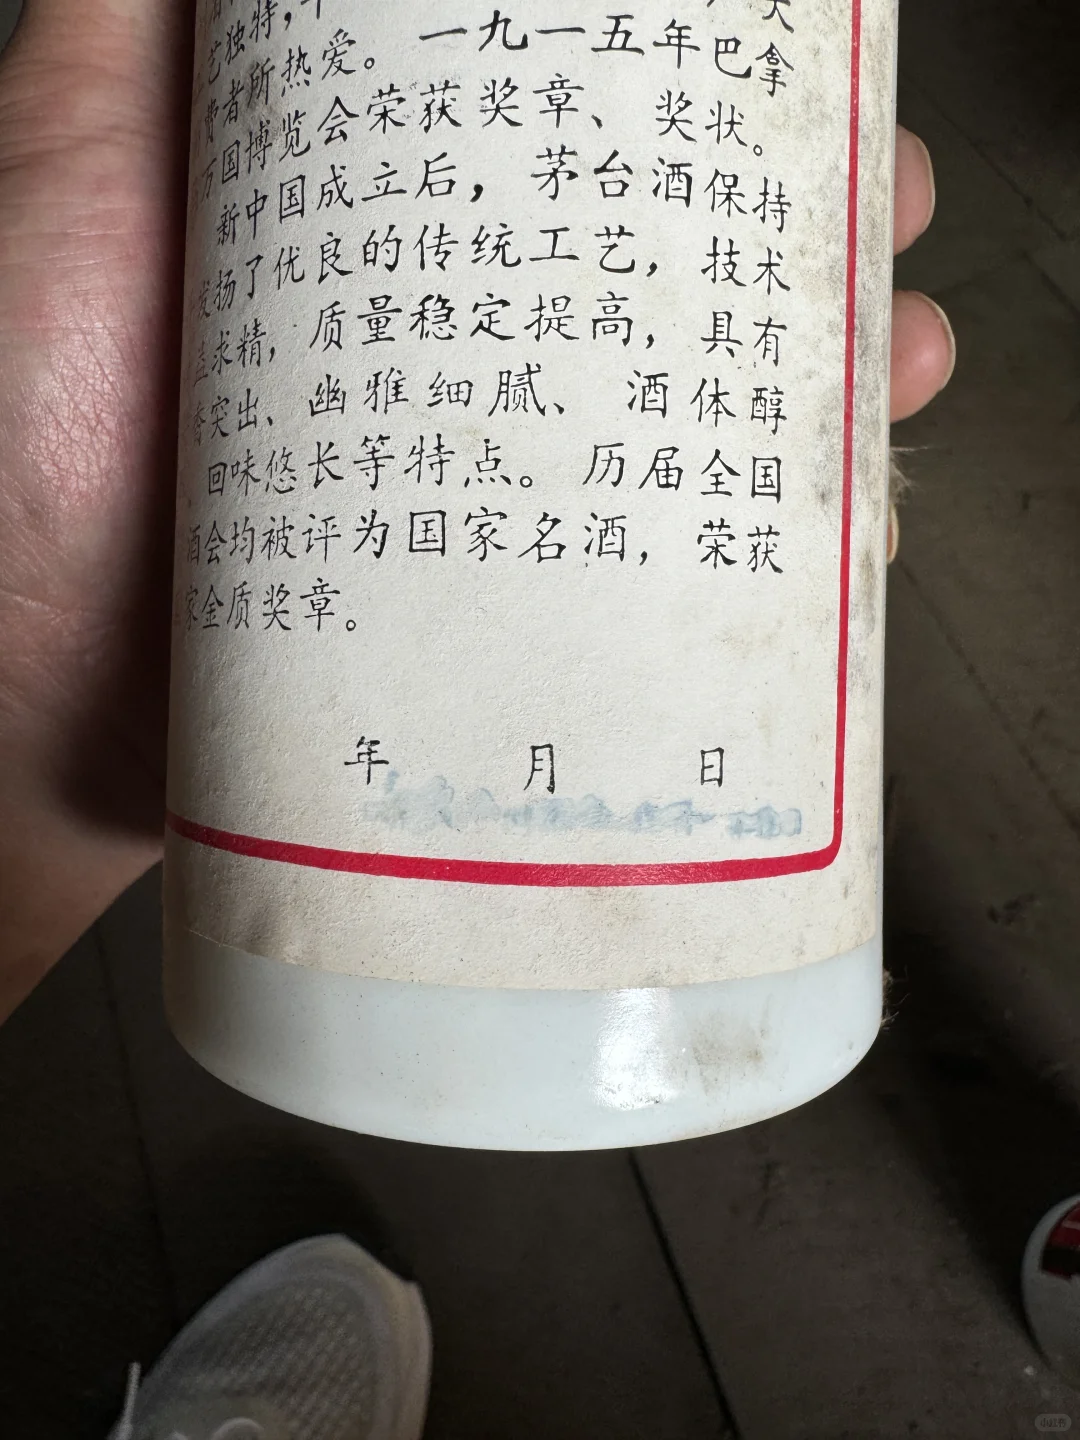 艺独特，
费者所热爱。一九一五年巴拿
万国博览会荣获奖章、奖状。
新中国成立后，茅台酒保持
发扬了优良的传统工艺，技术
益求精，质量稳定提高，具有
香突出、幽雅细腻、酒体醇
回味悠长等特点。历届全国
酒会均被评为国家名酒，荣获
家金质奖章。
年 月 日
小红书